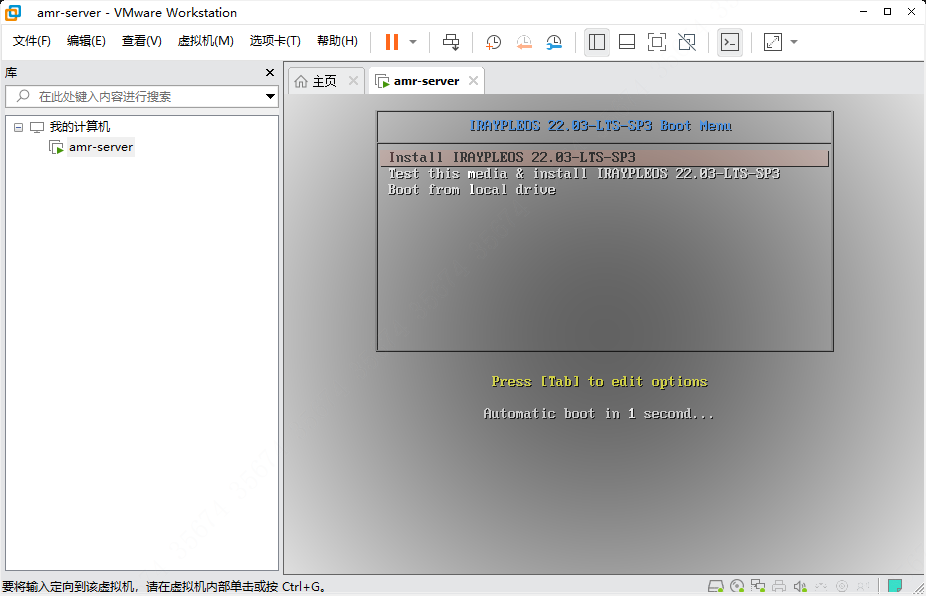 amr-server - VMware Workstation
文件(F) 编辑(E) 查看(V) 虚拟机(M) 选项卡(T) 帮助(H)
库
在此处键入内容进行搜索
我的计算机
amr-server
主页
amr-server
IRAYPLEOS 22.03-LTS-SP3 Boot Menu
Install IRAYPLEOS 22.03-LTS-SP3
Test this media & install IRAYPLEOS 22.03-LTS-SP3
Boot from local drive
Press [Tab] to edit options
Automatic boot in 1 second...
要将输入定向到该虚拟机，请在虚拟机内部单击或按 Ctrl+G。